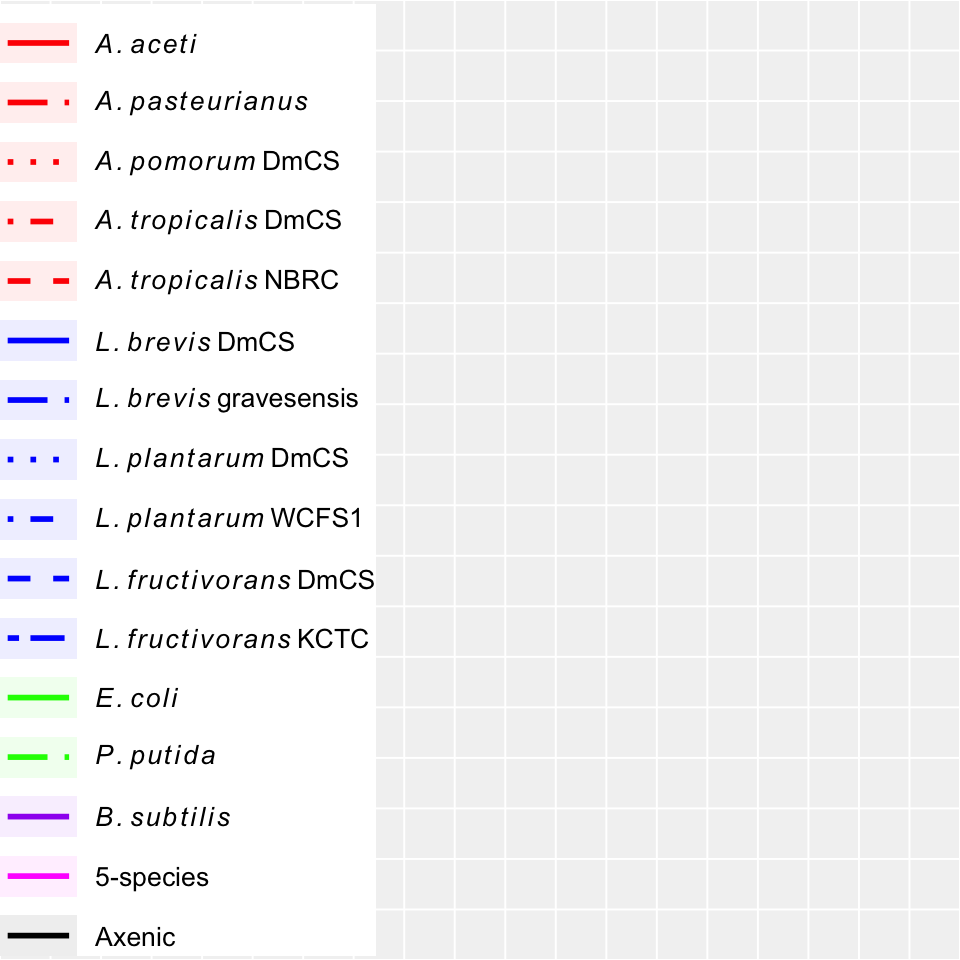 A. aceti
A. pasteurianus
A. pomorum DmCS
A. tropicalis DmCS
A. tropicalis NBRC
L. brevis DmCS
L. brevis gravesensis
L. plantarum DmCS
L. plantarum WCFS1
L. fructivorans DmCS
L. fructivorans KCTC
E. coli
P. putida
B. subtilis
5-species
Axenic